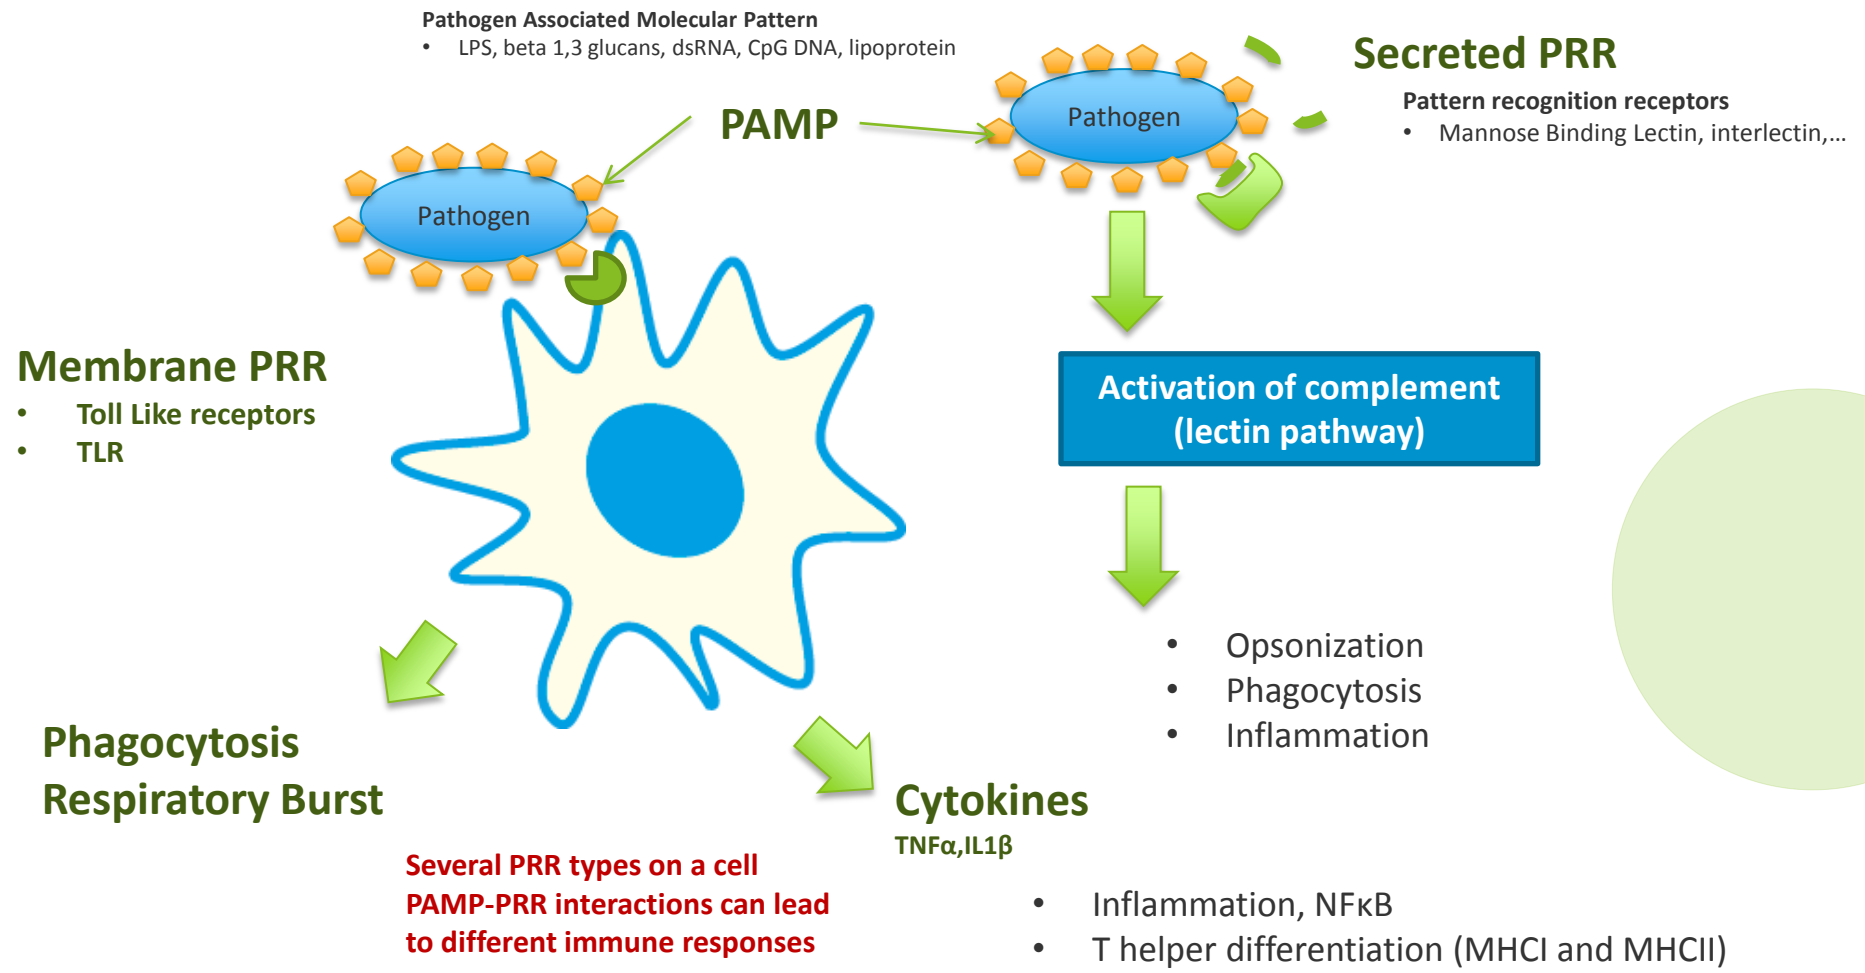 Pathogen Associated Molecular Pattern
• LPS, beta 1,3 glucans, dsRNA, CpG DNA, lipoprotein
Secreted PRR
Pattern recognition receptors
• Mannose Binding Lectin, interlectin,...
PAMP
Pathogen
Pathogen
Membrane PRR
• Toll Like receptors
• TLR
Activation of complement
(lectin pathway)
• Opsonization
• Phagocytosis
• Inflammation
Phagocytosis
Respiratory Burst
Cytokines
TNFα,IL1β
Several PRR types on a cell
PAMP-PRR interactions can lead
to different immune responses
• Inflammation, NFκB
• T helper differentiation (MHCI and MHCII)